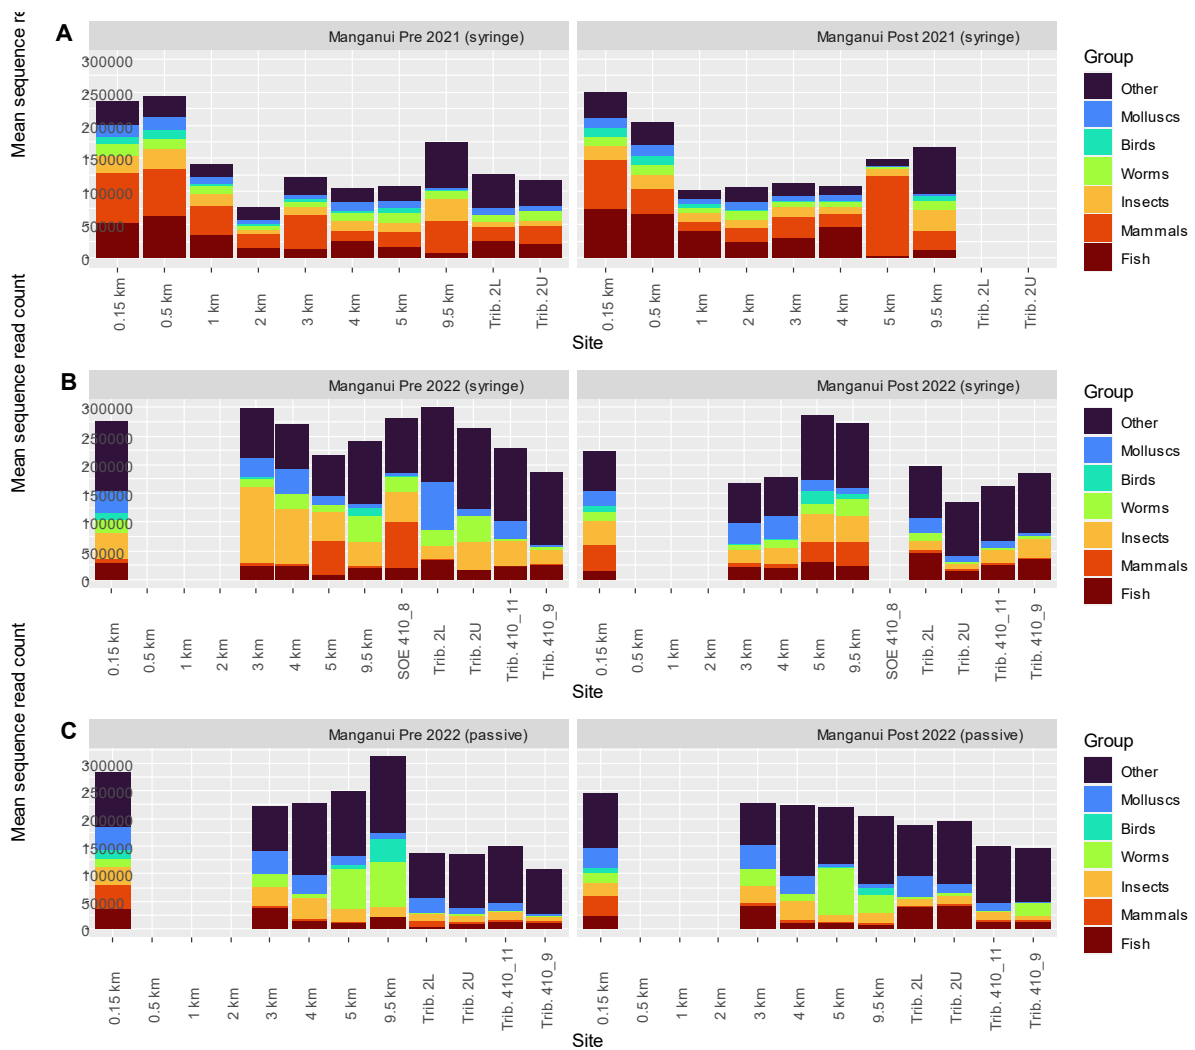 A
Manganui Pre 2021 (syringe)
Manganui Post 2021 (syringe)
Mean sequence re
300000
250000
200000
150000
100000
50000
0
0.15 km
0.5 km
1 km
2 km
3 km
4 km
5 km
9.5 km
Trib. 2L
Trib. 2U
0.15 km
0.5 km
1 km
2 km
3 km
4 km
5 km
9.5 km
Trib. 2L
Trib. 2U
Site
Group
Other
Molluscs
Birds
Worms
Insects
Mammals
Fish
B
Manganui Pre 2022 (syringe)
Manganui Post 2022 (syringe)
Mean sequence read count
300000
250000
200000
150000
100000
50000
0
0.15 km
0.5 km
1 km
2 km
3 km
4 km
5 km
9.5 km
SOE 410_8
Trib. 2L
Trib. 2U
Trib. 410_11
Trib. 410_9
0.15 km
0.5 km
1 km
2 km
3 km
4 km
5 km
9.5 km
SOE 410_8
Trib. 2L
Trib. 2U
Trib. 410_11
Trib. 410_9
Site
Group
Other
Molluscs
Birds
Worms
Insects
Mammals
Fish
C
Manganui Pre 2022 (passive)
Manganui Post 2022 (passive)
Mean sequence read count
300000
250000
200000
150000
100000
50000
0
0.15 km
0.5 km
1 km
2 km
3 km
4 km
5 km
9.5 km
Trib. 2L
Trib. 2U
Trib. 410_11
Trib. 410_9
0.15 km
0.5 km
1 km
2 km
3 km
4 km
5 km
9.5 km
Trib. 2L
Trib. 2U
Trib. 410_11
Trib. 410_9
Site
Group
Other
Molluscs
Birds
Worms
Insects
Mammals
Fish